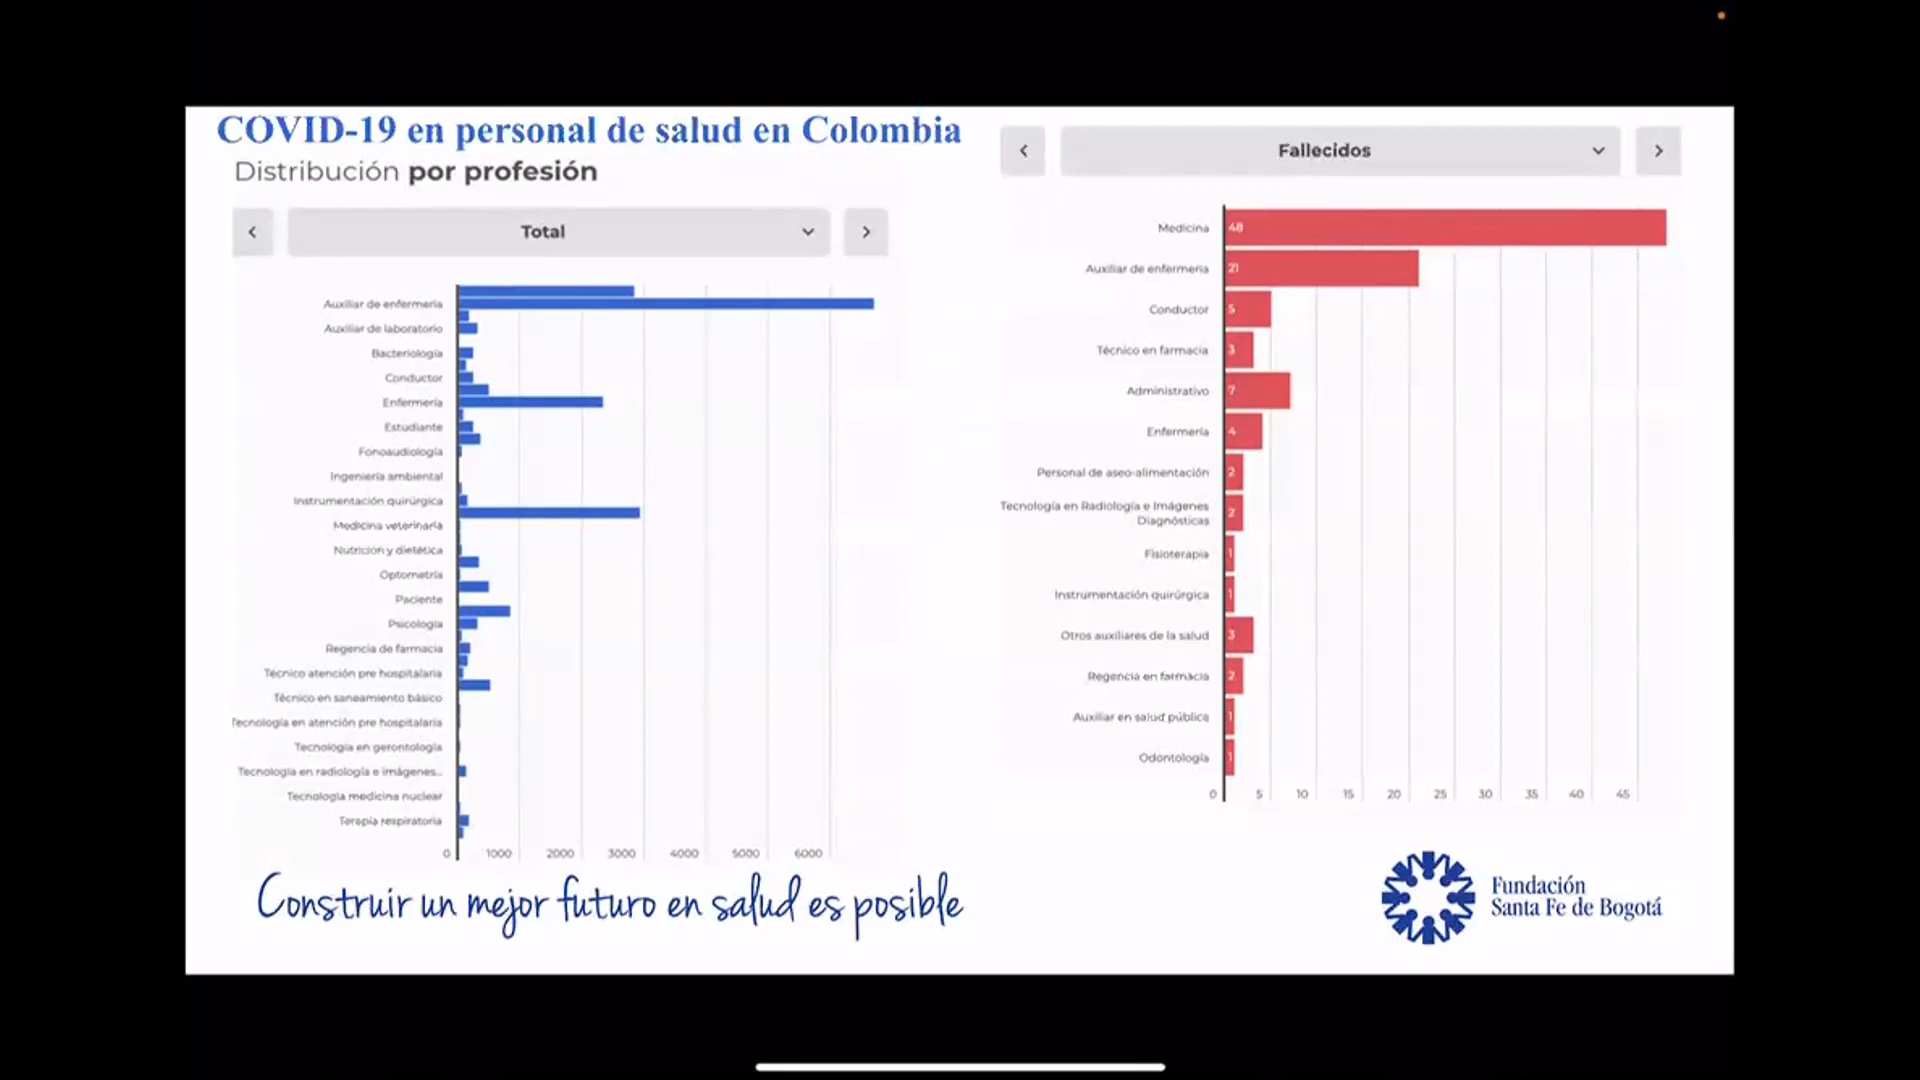 COVID-19 en personal de salud en Colombia
Distribución por profesión
Total
Auxiliar de enfermería
Auxiliar de laboratorio
Bacteriología
Conductor
Enfermería
Estudiante
Fonoaudiología
Ingeniería ambiental
Instrumentación quirúrgica
Medicina veterinaria
Nutrición y dietética
Optometría
Paciente
Psicología
Regencia de farmacia
Técnico atención pre hospitalaria
Técnico en saneamiento básico
Tecnología en atención pre hospitalaria
Tecnología en gerontología
Tecnología en radiología e imágenes...
Tecnología medicina nuclear
Terapia respiratoria
0 1000 2000 3000 4000 5000 6000
Fallecidos
Medicina 48
Auxiliar de enfermería 21
Conductor 5
Técnico en farmacia 3
Administrativo 7
Enfermería 4
Personal de aseo-alimentación 2
Tecnología en Radiología e Imágenes
Diagnósticas 2
Fisioterapia 1
Instrumentación quirúrgica 1
Otros auxiliares de la salud 3
Regencia en farmacia 2
Auxiliar en salud pública 1
Odontología 1
0 5 10 15 20 25 30 35 40 45
Construir un mejor futuro en salud es posible
Fundación
Santa Fe de Bogotá